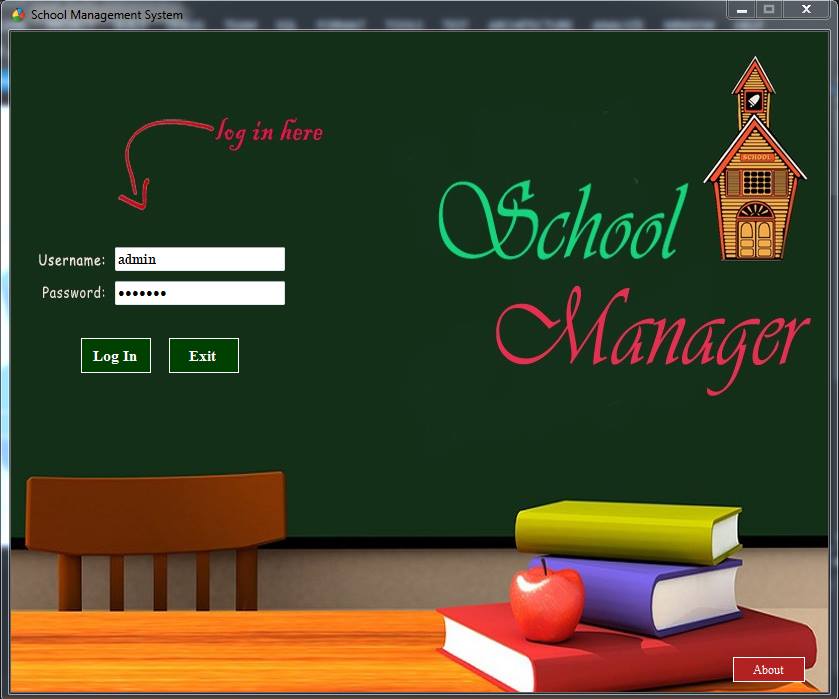 School Management System
log in here
School
SCHOOL
Manager
Username: admin
Password: •••••••
Log In Exit
About